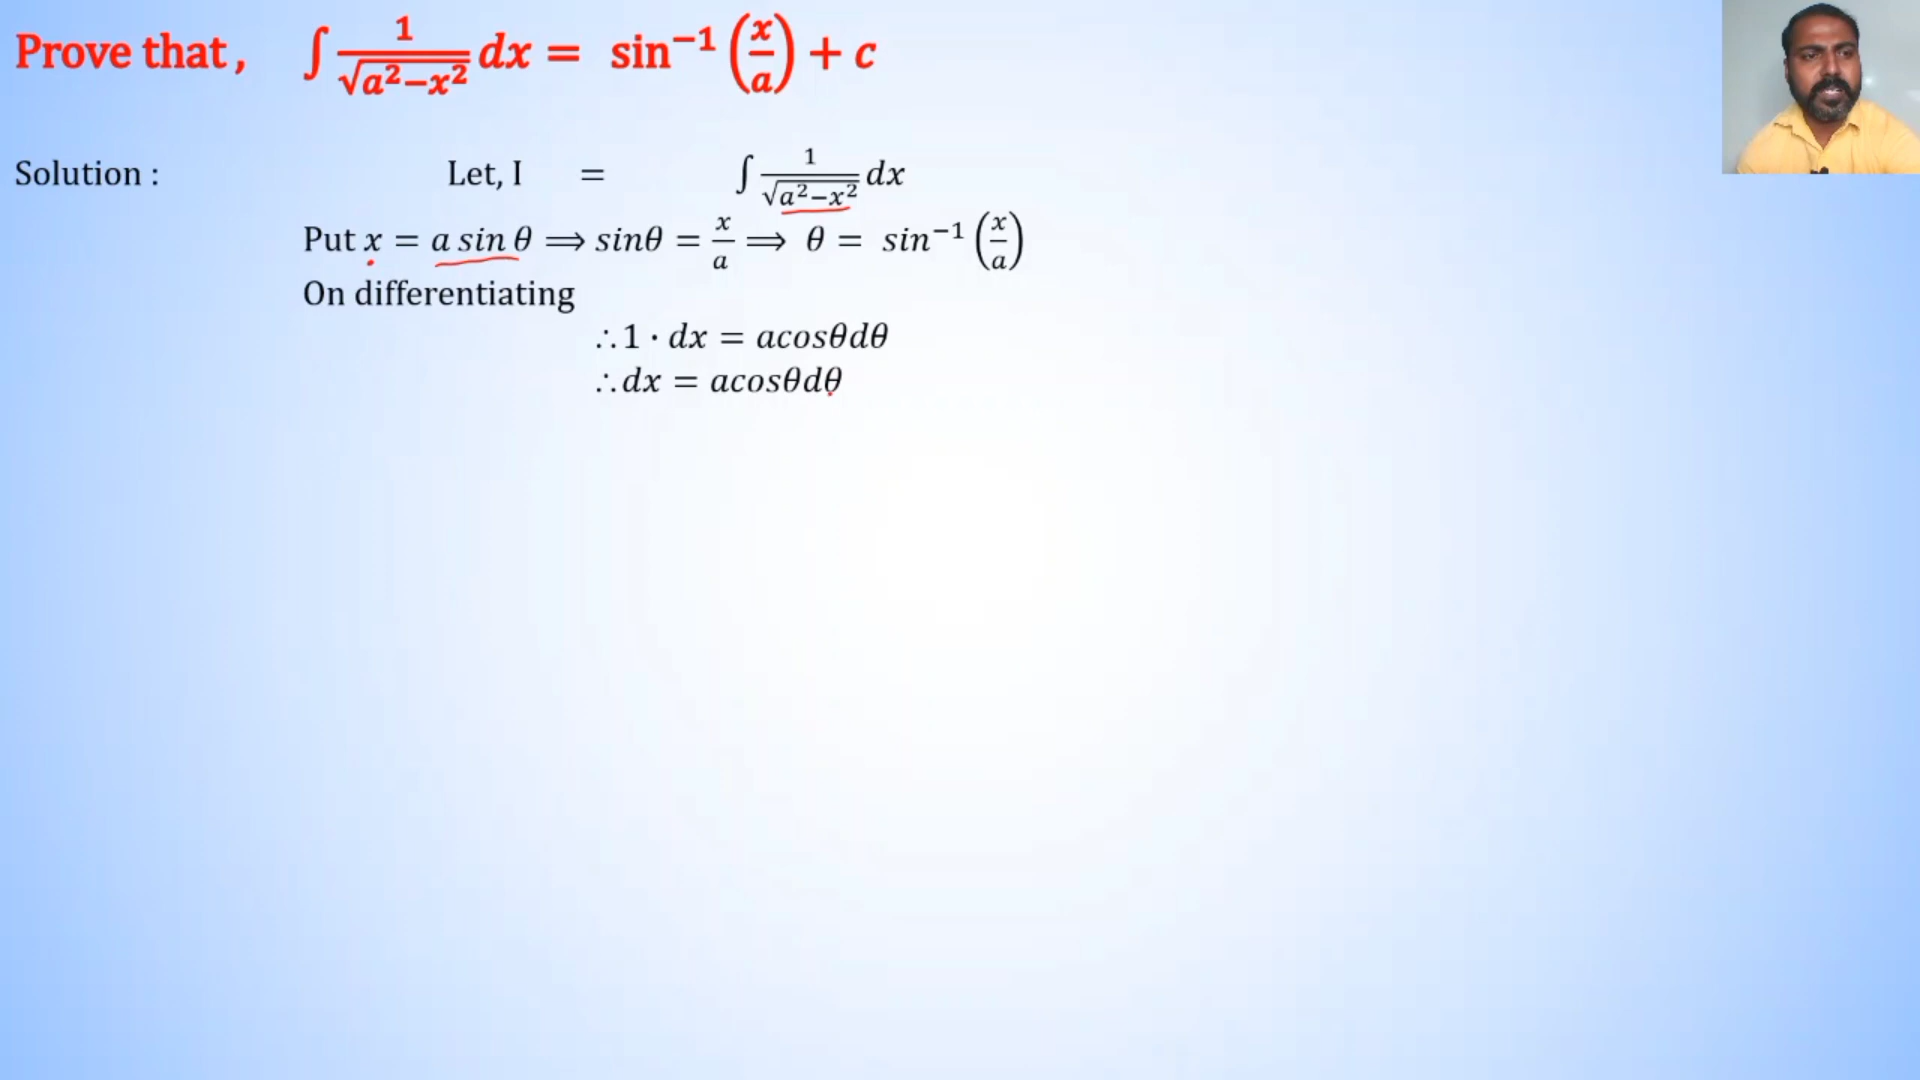 Prove that, ∫ 1/√(a²−x²) dx = sin⁻¹(x/a) + c
Solution : Let, I = ∫ 1/√(a²−x²) dx
Put x = a sin θ ⟹ sinθ = x/a ⟹ θ = sin⁻¹(x/a)
On differentiating
∴ 1 · dx = acosθdθ
∴ dx = acosθdθ